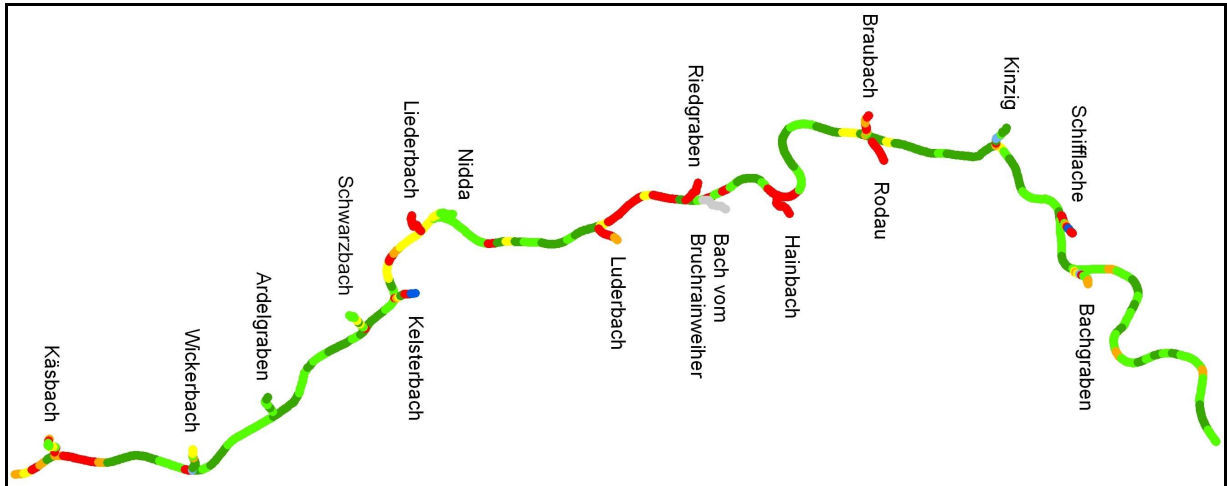 Käsbach
Wickerbach
Ardelgraben
Schwarzbach
Kelsterbach
Liederbach
Nidda
Luderbach
Riedgraben
Bach vom
Bruchrainweiher
Hainbach
Braubach
Rodau
Kinzig
Schifflache
Bachgraben